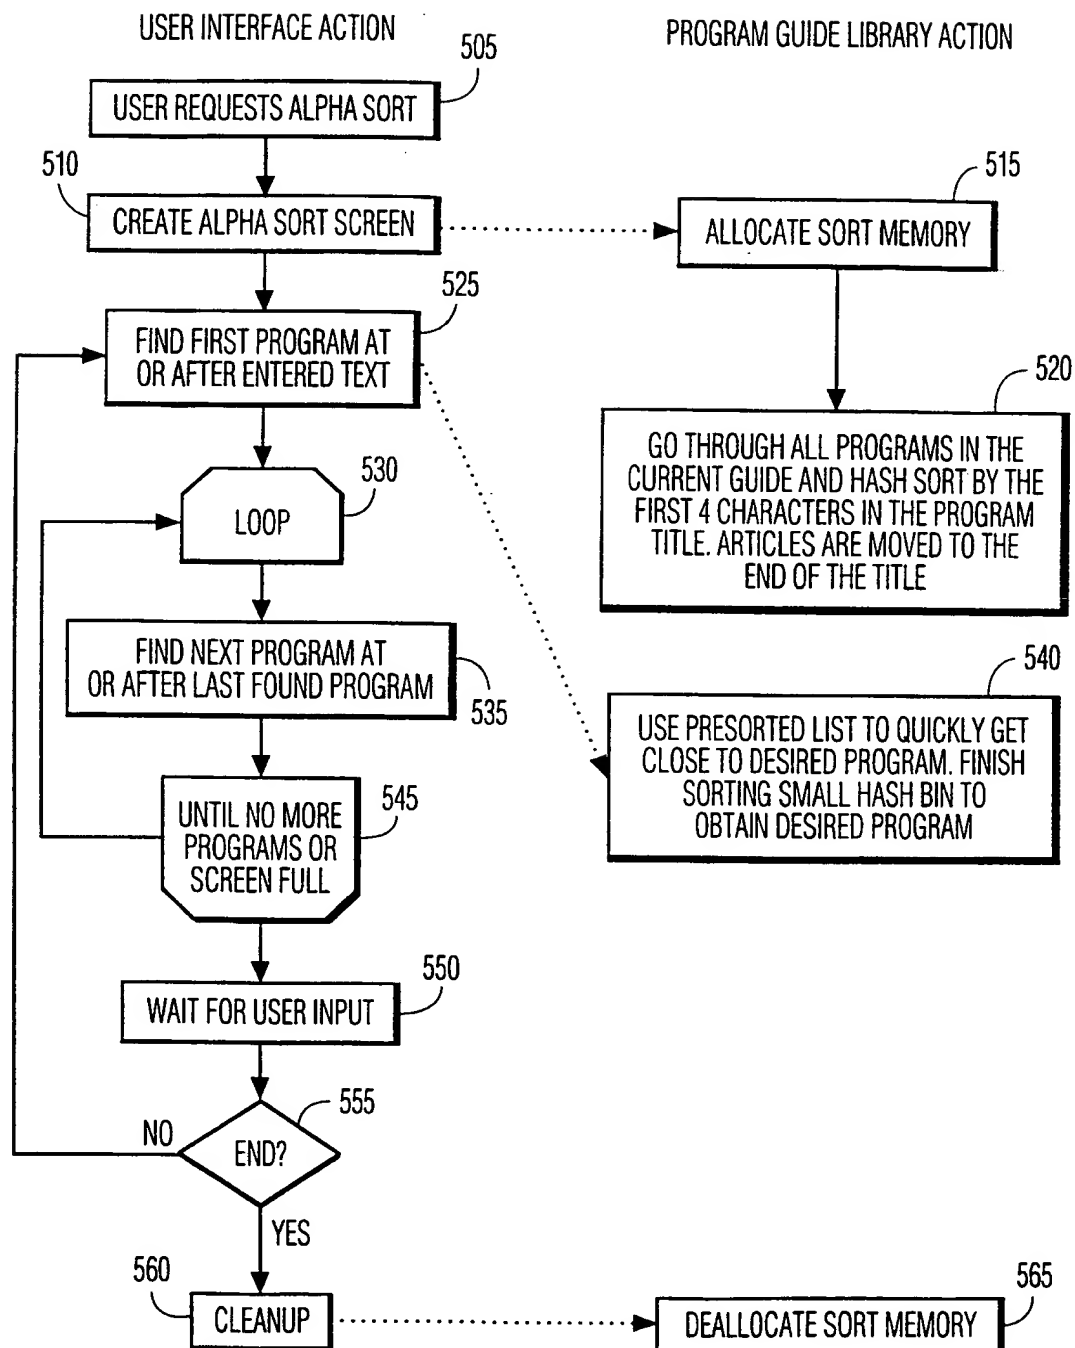 USER INTERFACE ACTION
PROGRAM GUIDE LIBRARY ACTION
505
USER REQUESTS ALPHA SORT
510
CREATE ALPHA SORT SCREEN
515
ALLOCATE SORT MEMORY
525
FIND FIRST PROGRAM AT
OR AFTER ENTERED TEXT
520
GO THROUGH ALL PROGRAMS IN THE
CURRENT GUIDE AND HASH SORT BY THE
FIRST 4 CHARACTERS IN THE PROGRAM
TITLE. ARTICLES ARE MOVED TO THE
END OF THE TITLE
530
LOOP
FIND NEXT PROGRAM AT
OR AFTER LAST FOUND PROGRAM
535
540
USE PRESORTED LIST TO QUICKLY GET
CLOSE TO DESIRED PROGRAM. FINISH
SORTING SMALL HASH BIN TO
OBTAIN DESIRED PROGRAM
545
UNTIL NO MORE
PROGRAMS OR
SCREEN FULL
550
WAIT FOR USER INPUT
555
END?
NO
YES
560
CLEANUP
565
DEALLOCATE SORT MEMORY